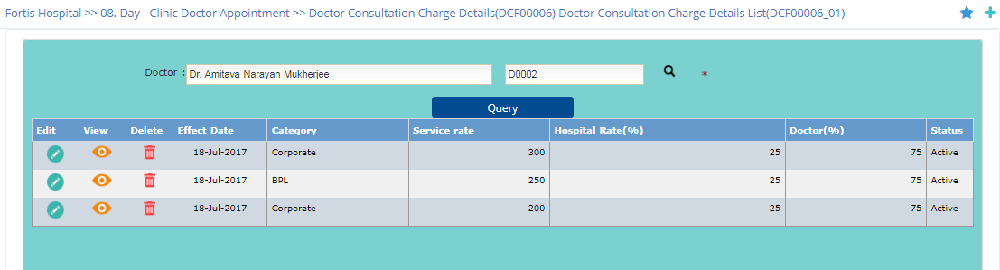 Fortis Hospital >> 08. Day - Clinic Doctor Appointment >> Doctor Consultation Charge Details(DCF00006) Doctor Consultation Charge Details List(DCF00006_01)
Doctor : Dr. Amitava Narayan Mukherjee D0002 *
Query
Edit View Delete Effect Date Category Service rate Hospital Rate(%) Doctor(%) Status
18-Jul-2017 Corporate 300 25 75 Active
18-Jul-2017 BPL 250 25 75 Active
18-Jul-2017 Corporate 200 25 75 Active